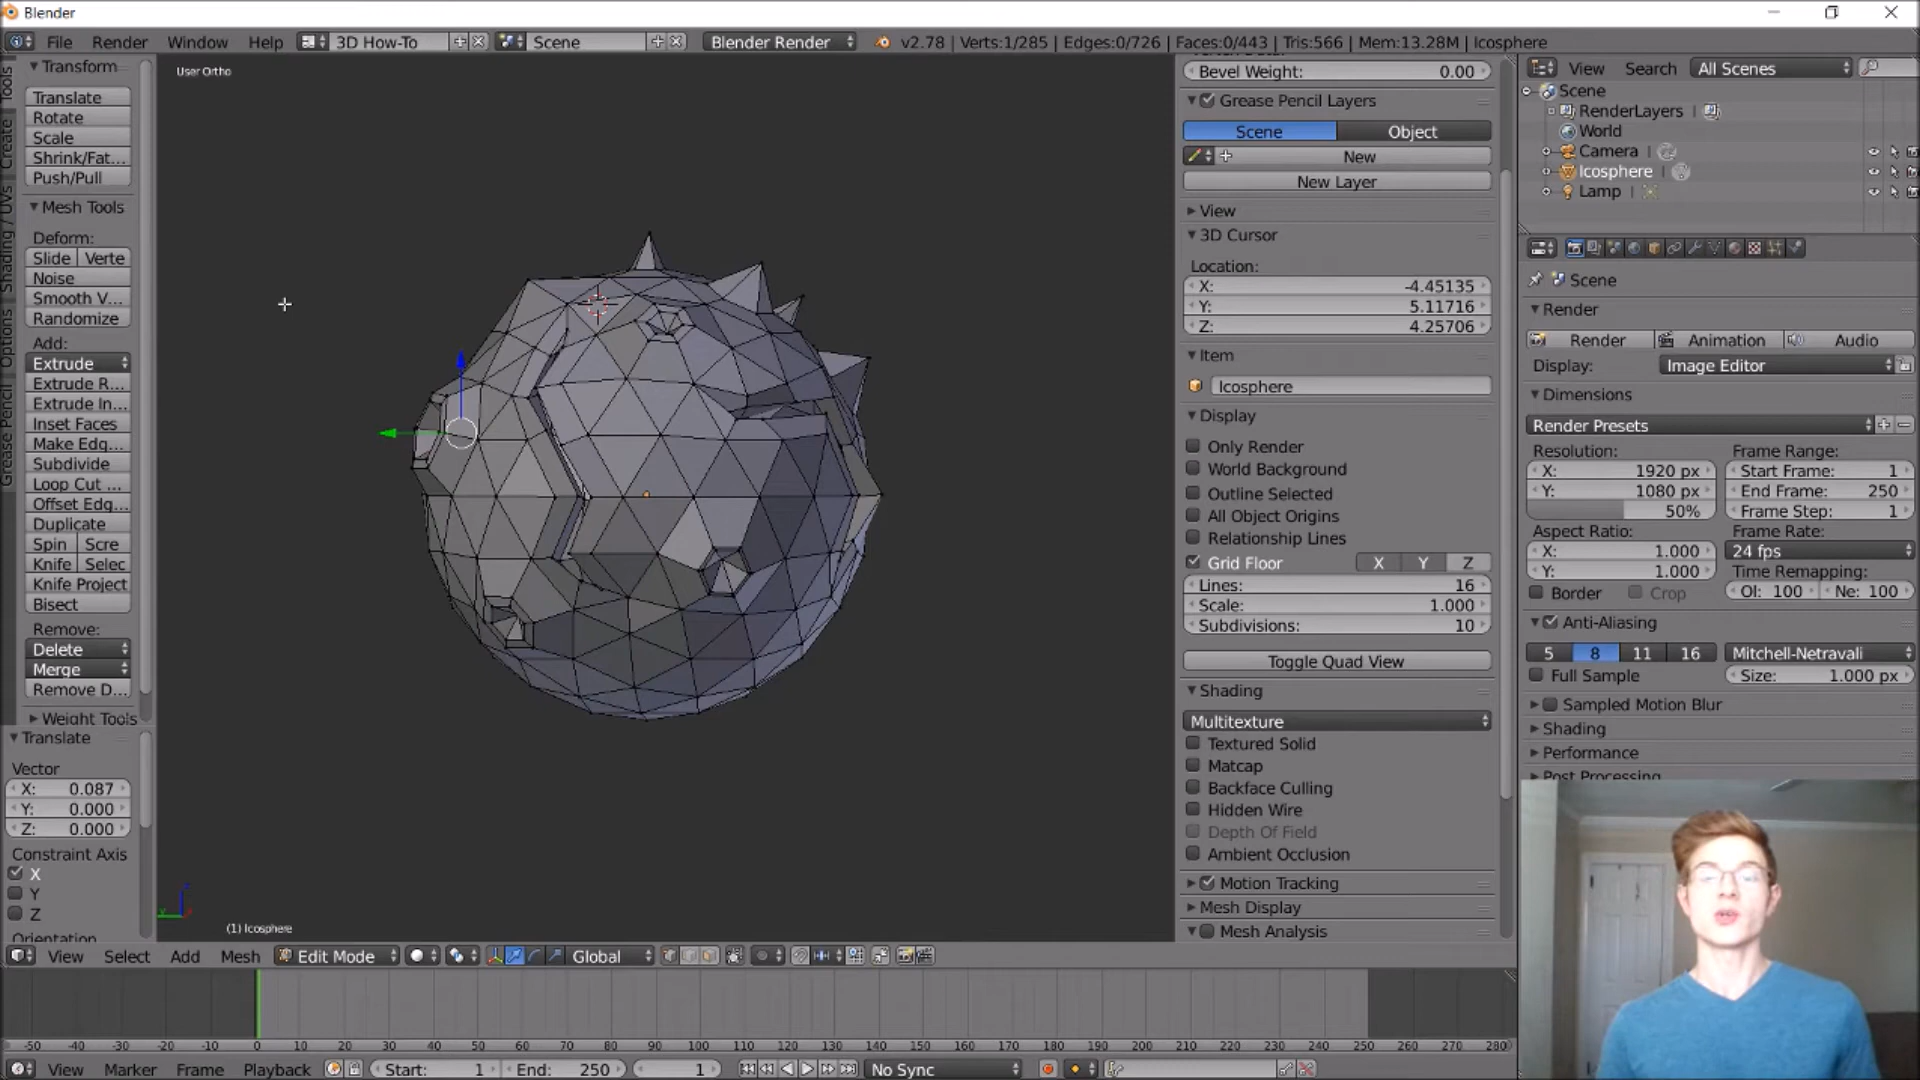 Blender
File Render Window Help 3D How-To Scene Blender Render v2.78 | Verts:1/285 | Edges:0/726 | Faces:0/443 | Tris:566 | Mem:13.28M | Icosphere
Tools
Create
Shading / UVs
Options
Grease Pencil
Transform
Translate
Rotate
Scale
Shrink/Fat...
Push/Pull
Mesh Tools
Deform:
Slide Verte
Noise
Smooth V...
Randomize
Add:
Extrude
Extrude R...
Extrude In...
Inset Faces
Make Edg...
Subdivide
Loop Cut ...
Offset Edg...
Duplicate
Spin Scre
Knife Selec
Knife Project
Bisect
Remove:
Delete
Merge
Remove D...
Weight Tools
Translate
Vector
X: 0.087
Y: 0.000
Z: 0.000
Constraint Axis
X
Y
Z
Orientation
User Ortho
(1) Icosphere
Bevel Weight: 0.00
Grease Pencil Layers
Scene Object
New
New Layer
View
3D Cursor
Location:
X: -4.45135
Y: 5.11716
Z: 4.25706
Item
Icosphere
Display
Only Render
World Background
Outline Selected
All Object Origins
Relationship Lines
Grid Floor X Y Z
Lines: 16
Scale: 1.000
Subdivisions: 10
Toggle Quad View
Shading
Multitexture
Textured Solid
Matcap
Backface Culling
Hidden Wire
Depth Of Field
Ambient Occlusion
Motion Tracking
Mesh Display
Mesh Analysis
View Search All Scenes
Scene
RenderLayers |
World
Camera
Icosphere
Lamp
Scene
Render
Render Animation Audio
Display: Image Editor
Dimensions
Render Presets
Resolution: Frame Range:
X: 1920 px Start Frame: 1
Y: 1080 px End Frame: 250
50% Frame Step: 1
Aspect Ratio: Frame Rate:
X: 1.000 24 fps
Y: 1.000 Time Remapping:
Border Crop Ol: 100 Ne: 100
Anti-Aliasing
5 8 11 16 Mitchell-Netravali
Full Sample Size: 1.000 px
Sampled Motion Blur
Shading
Performance
Post Processing
View Select Add Mesh Edit Mode Global
-50 -40 -30 -20 -10 0 10 20 30 40 50 60 70 80 90 100 110 120 130 140 150 160 170 180 190 200 210 220 230 240 250 260 270 280
View Marker Frame Playback Start: 1 End: 250 1 No Sync